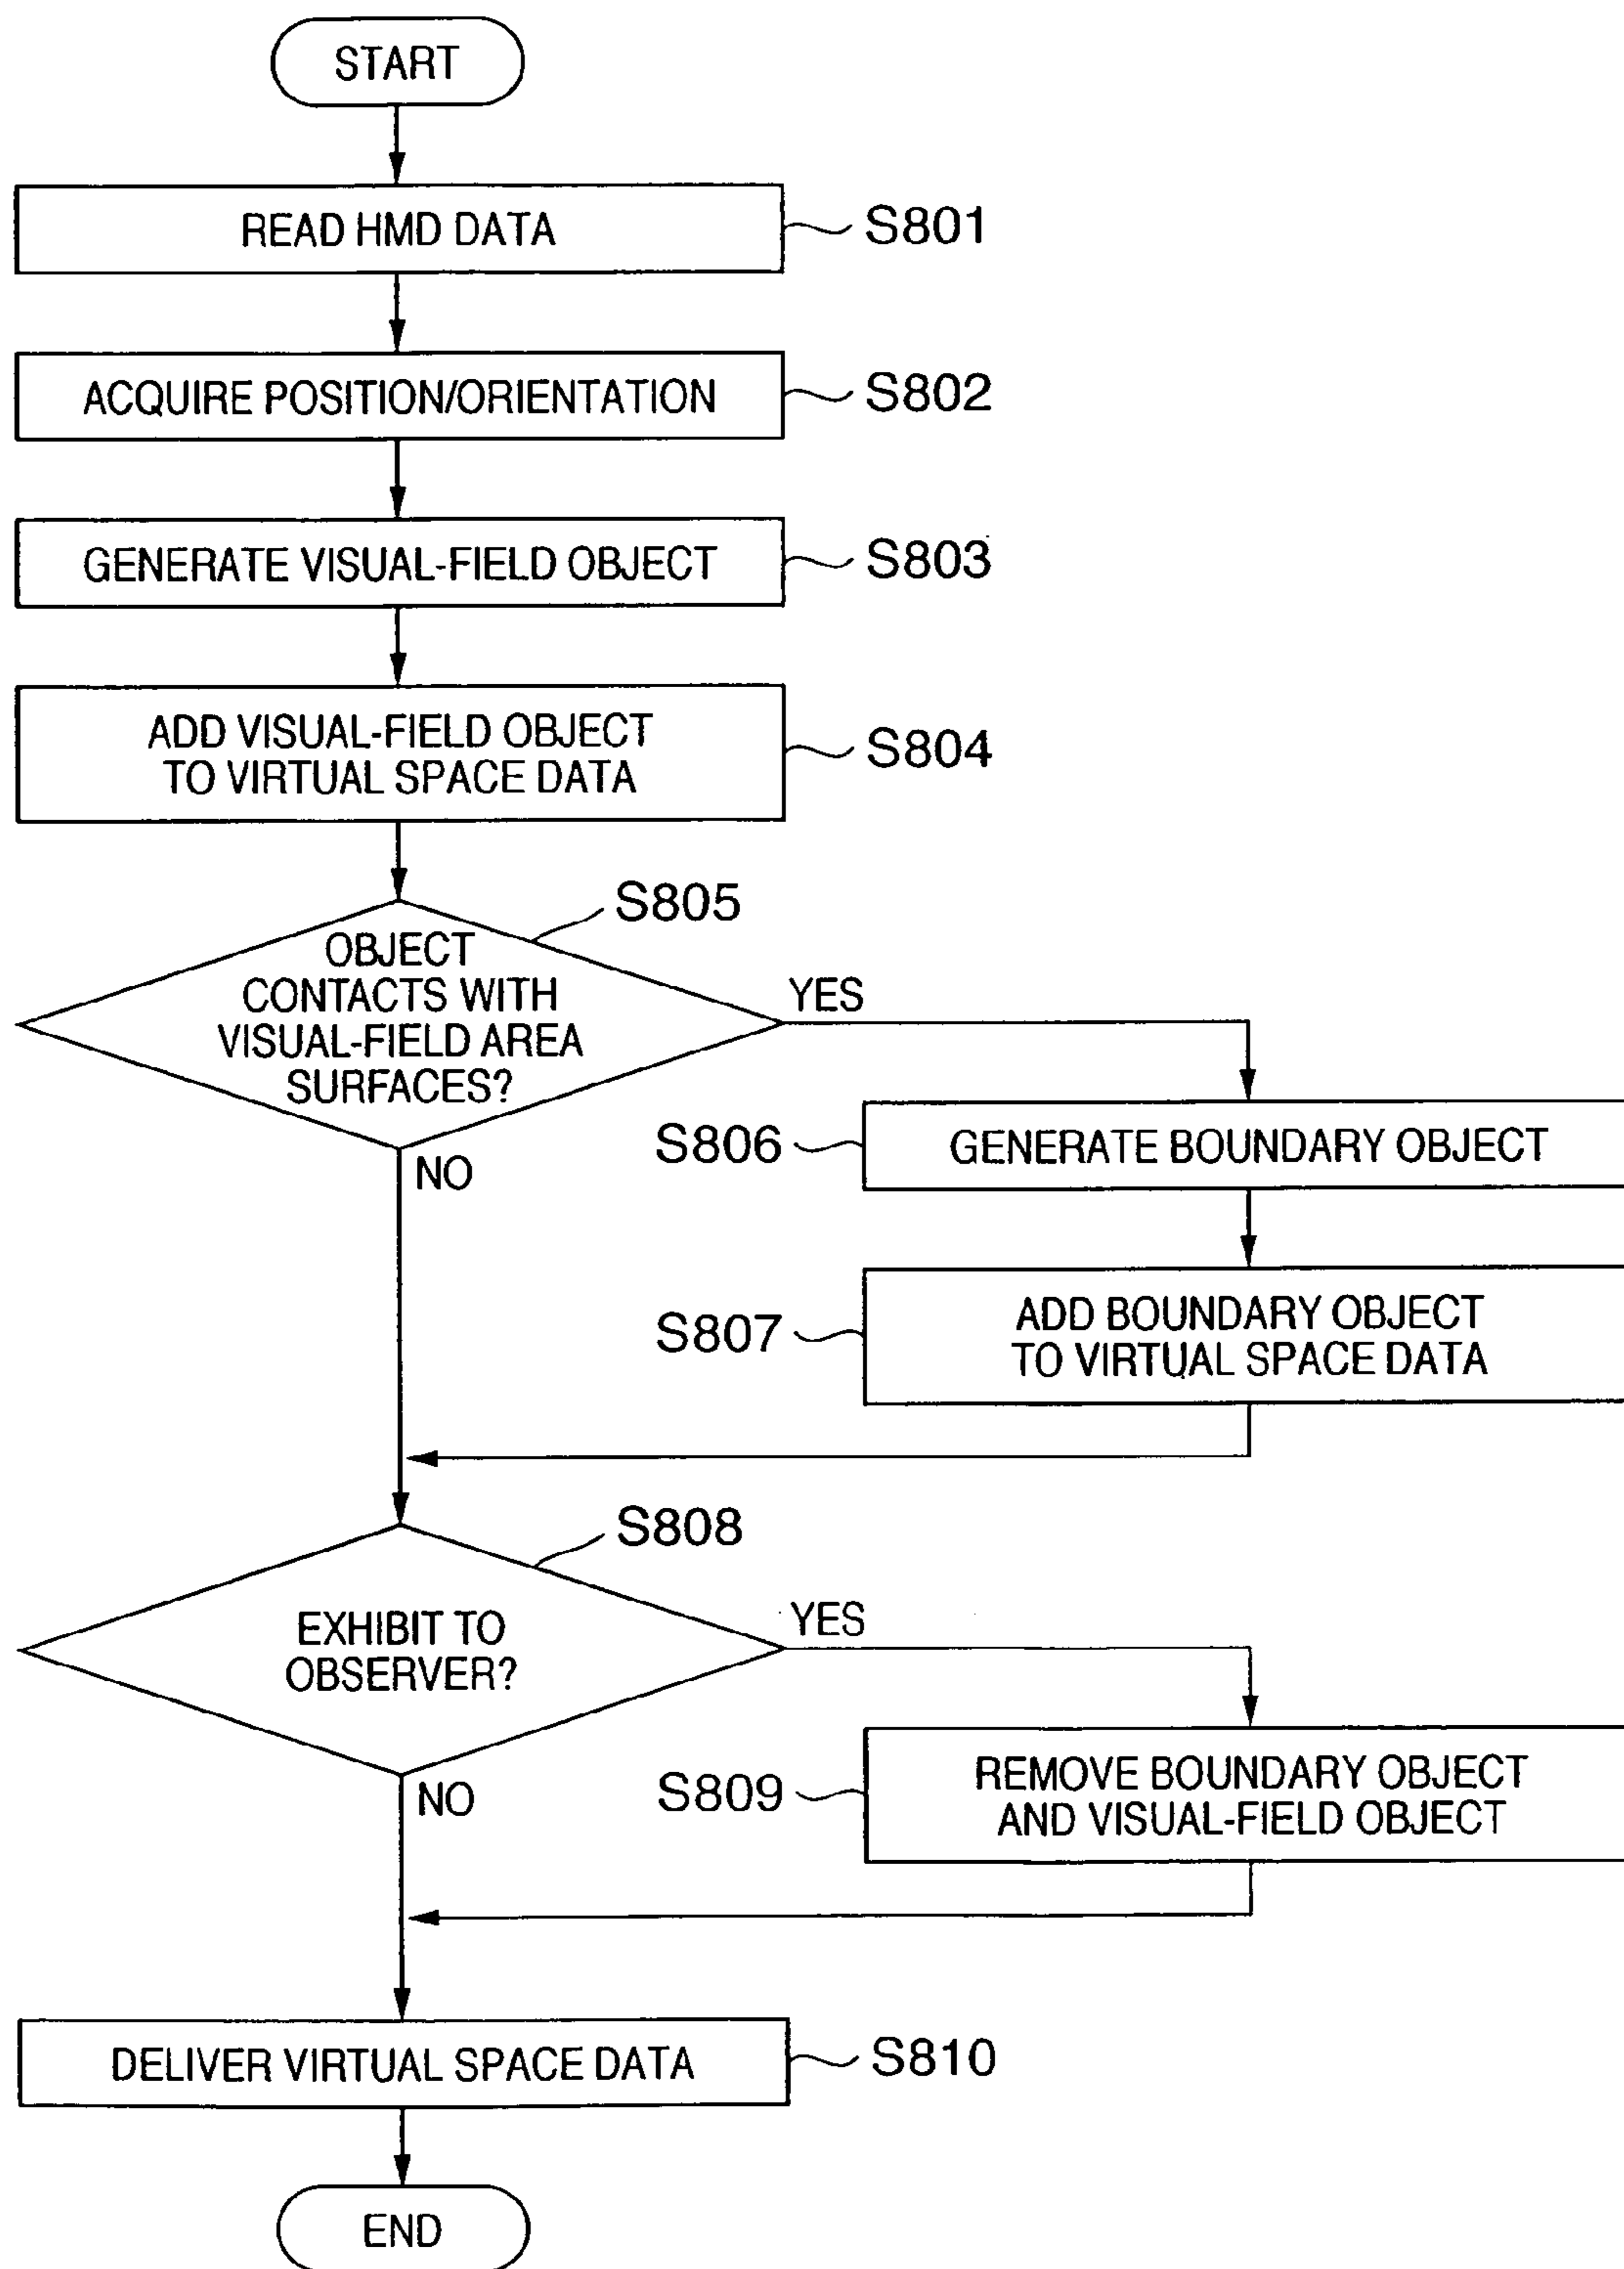 START
READ HMD DATA
S801
ACQUIRE POSITION/ORIENTATION
S802
GENERATE VISUAL-FIELD OBJECT
S803
ADD VISUAL-FIELD OBJECT
TO VIRTUAL SPACE DATA
S804
S805
OBJECT
CONTACTS WITH
VISUAL-FIELD AREA
SURFACES?
YES
NO
S806
GENERATE BOUNDARY OBJECT
S807
ADD BOUNDARY OBJECT
TO VIRTUAL SPACE DATA
S808
EXHIBIT TO
OBSERVER?
YES
NO
S809
REMOVE BOUNDARY OBJECT
AND VISUAL-FIELD OBJECT
DELIVER VIRTUAL SPACE DATA
S810
END